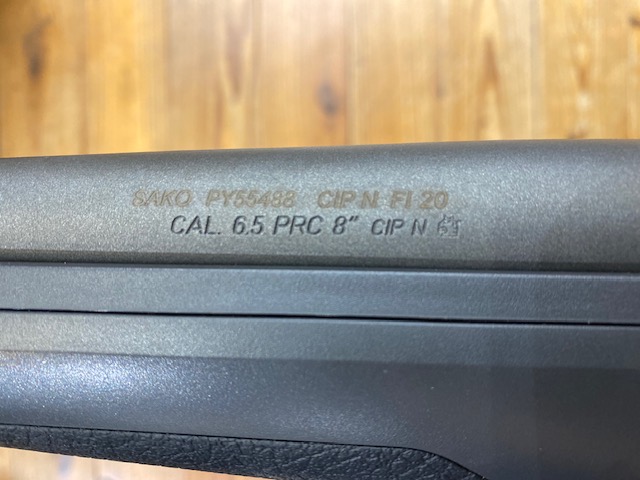 SAKO PY55488 CIP N FI 20
CAL. 6.5 PRC 8" CIP N